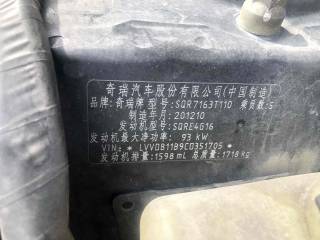 奇瑞汽车股份有限公司(中国制造)
品牌:奇瑞牌 型号:SQR7163T110 乘员数:5
制造年月:201210
发动机型号:SQRE4G16
发动机最大净功率: 93 kW
VIN: * LVVDB11B9CD351705 *
发动机排量:1598 mL 总质量:1718 kg